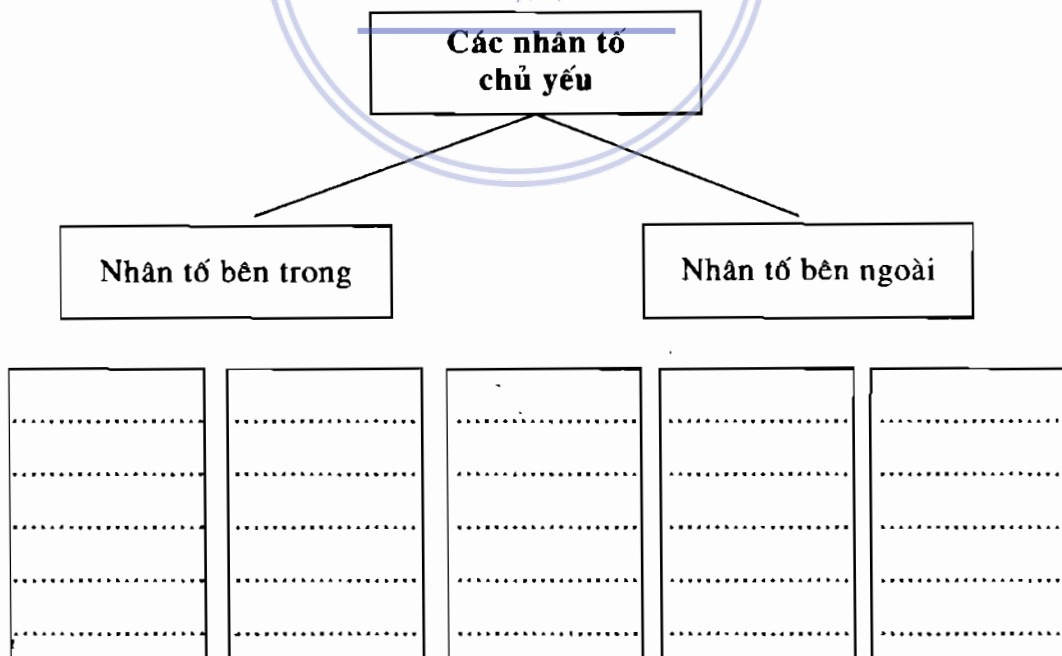 Các nhân tố
chủ yếu
Nhân tố bên trong
Nhân tố bên ngoài